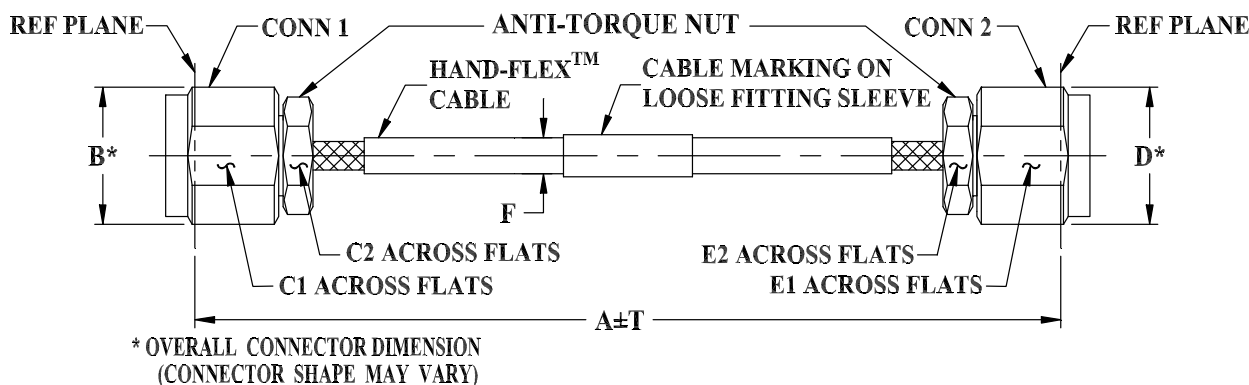 REF PLANE
CONN 1
ANTI-TORQUE NUT
CONN 2
REF PLANE
HAND-FLEX™
CABLE
CABLE MARKING ON
LOOSE FITTING SLEEVE
B*
D*
F
C2 ACROSS FLATS
E2 ACROSS FLATS
C1 ACROSS FLATS
E1 ACROSS FLATS
A±T
* OVERALL CONNECTOR DIMENSION
(CONNECTOR SHAPE MAY VARY)